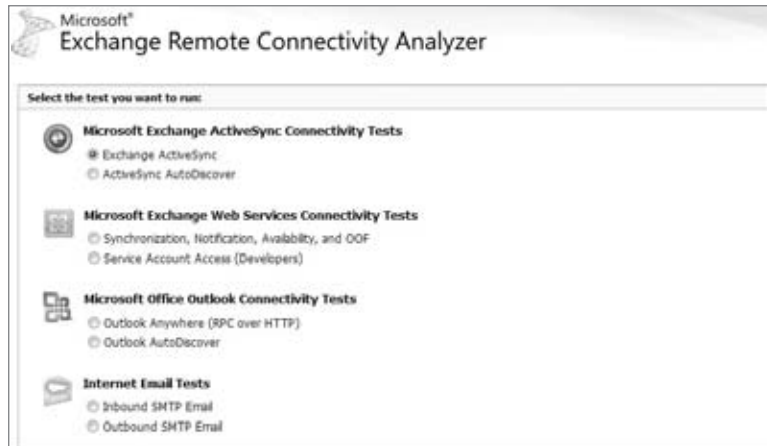 Microsoft®
Exchange Remote Connectivity Analyzer
Select the test you want to run:
Microsoft Exchange ActiveSync Connectivity Tests
Exchange ActiveSync
ActiveSync AutoDiscover
Microsoft Exchange Web Services Connectivity Tests
Synchronization, Notification, Availability, and OOF
Service Account Access (Developers)
Microsoft Office Outlook Connectivity Tests
Outlook Anywhere (RPC over HTTP)
Outlook AutoDiscover
Internet Email Tests
Inbound SMTP Email
Outbound SMTP Email